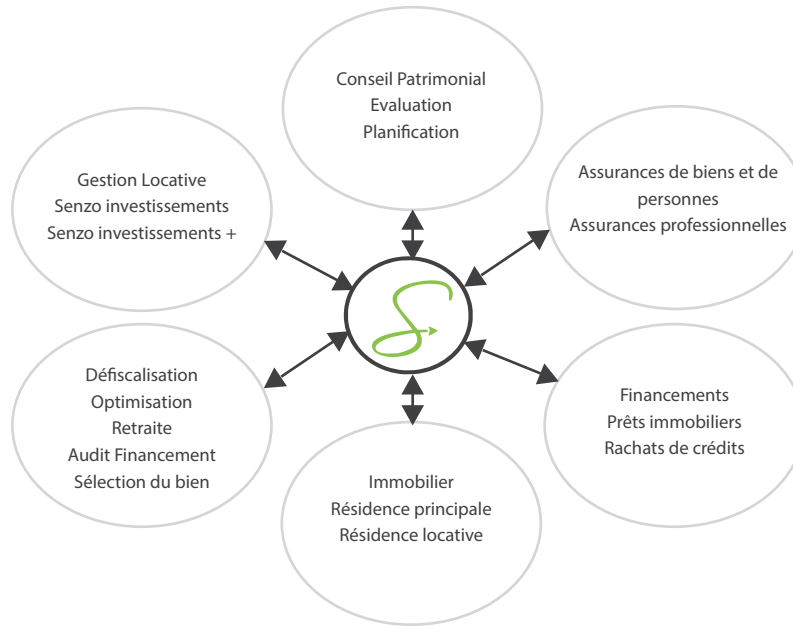 Conseil Patrimonial
Evaluation
Planification
Gestion Locative
Senzo investissements
Senzo investissements +
Assurances de biens et de
personnes
Assurances professionnelles
Défiscalisation
Optimisation
Retraite
Audit Financement
Sélection du bien
Financements
Prêts immobiliers
Rachats de crédits
Immobilier
Résidence principale
Résidence locative